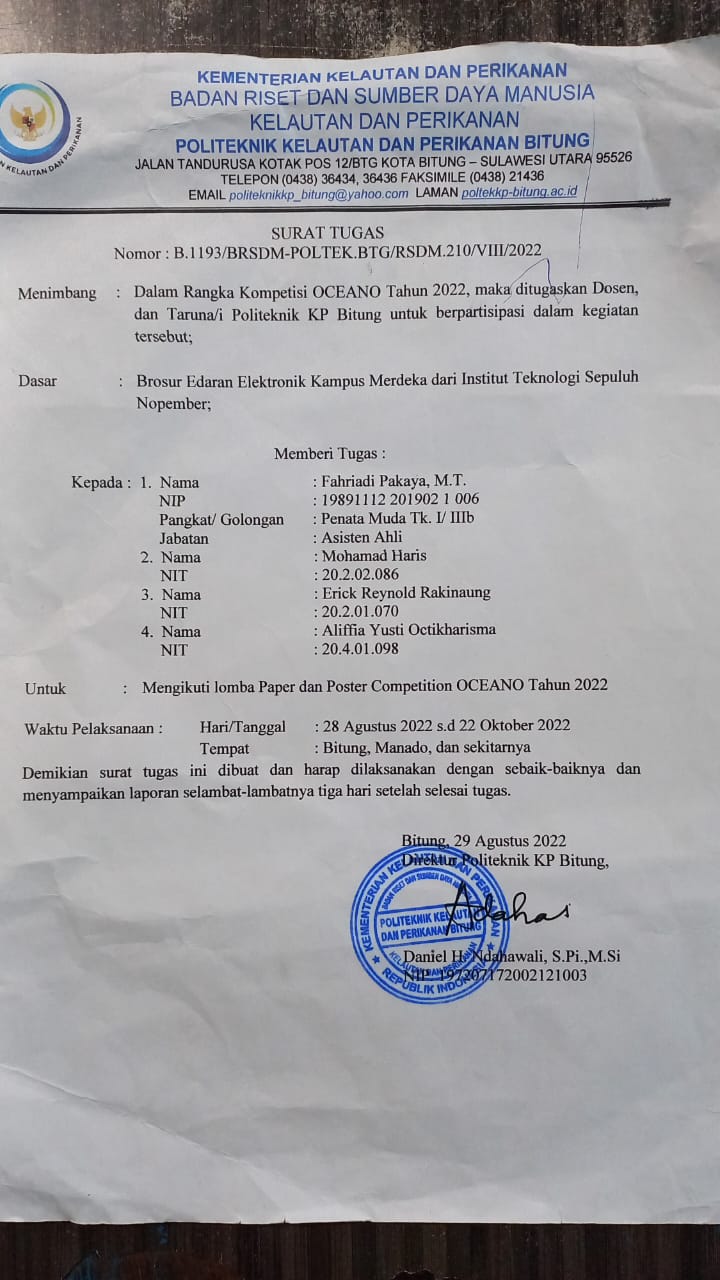 KEMENTERIAN KELAUTAN DAN PERIKANAN
BADAN RISET DAN SUMBER DAYA MANUSIA
KELAUTAN DAN PERIKANAN
POLITEKNIK KELAUTAN DAN PERIKANAN BITUNG
JALAN TANDURUSA KOTAK POS 12/BTG KOTA BITUNG – SULAWESI UTARA 95526
TELEPON (0438) 36434, 36436 FAKSIMILE (0438) 21436
EMAIL politeknikkp_bitung@yahoo.com LAMAN poltekkp-bitung.ac.id
KELAUTAN DAN PERIKANAN
SURAT TUGAS
Nomor : B.1193/BRSDM-POLTEK.BTG/RSDM.210/VIII/2022
Menimbang : Dalam Rangka Kompetisi OCEANO Tahun 2022, maka ditugaskan Dosen,
dan Taruna/i Politeknik KP Bitung untuk berpartisipasi dalam kegiatan
tersebut;
Dasar : Brosur Edaran Elektronik Kampus Merdeka dari Institut Teknologi Sepuluh
Nopember;
Memberi Tugas :
Kepada : 1. Nama : Fahriadi Pakaya, M.T.
NIP : 19891112 201902 1 006
Pangkat/ Golongan : Penata Muda Tk. I/ IIIb
Jabatan : Asisten Ahli
2. Nama : Mohamad Haris
NIT : 20.2.02.086
3. Nama : Erick Reynold Rakinaung
NIT : 20.2.01.070
4. Nama : Aliffia Yusti Octikharisma
NIT : 20.4.01.098
Untuk : Mengikuti lomba Paper dan Poster Competition OCEANO Tahun 2022
Waktu Pelaksanaan : Hari/Tanggal : 28 Agustus 2022 s.d 22 Oktober 2022
Tempat : Bitung, Manado, dan sekitarnya
Demikian surat tugas ini dibuat dan harap dilaksanakan dengan sebaik-baiknya dan
menyampaikan laporan selambat-lambatnya tiga hari setelah selesai tugas.
Bitung, 29 Agustus 2022
Direktur Politeknik KP Bitung,
KEMENTERIAN KELAUTAN DAN PERIKANAN
BADAN RISET DAN SUMBER DAYA
POLITEKNIK KELAUTAN
DAN PERIKANAN BITUNG
KELAUTAN DAN PERIKANAN
REPUBLIK INDONESIA
Daniel H. Ndahawali, S.Pi.,M.Si
NIP 197207172002121003